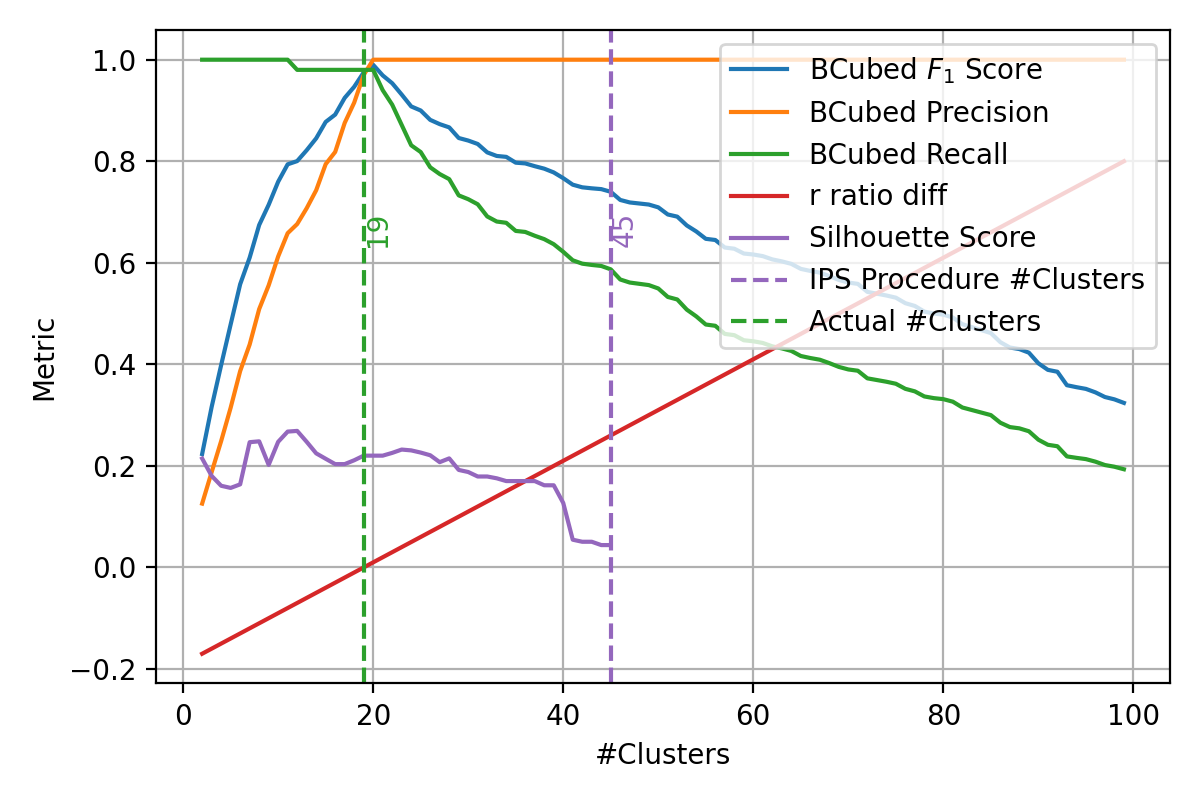 1.0
0.8
0.6
0.4
0.2
0.0
−0.2
Metric
0
20
40
60
80
100
#Clusters
19
45
BCubed F1 Score
BCubed Precision
BCubed Recall
r ratio diff
Silhouette Score
IPS Procedure #Clusters
Actual #Clusters